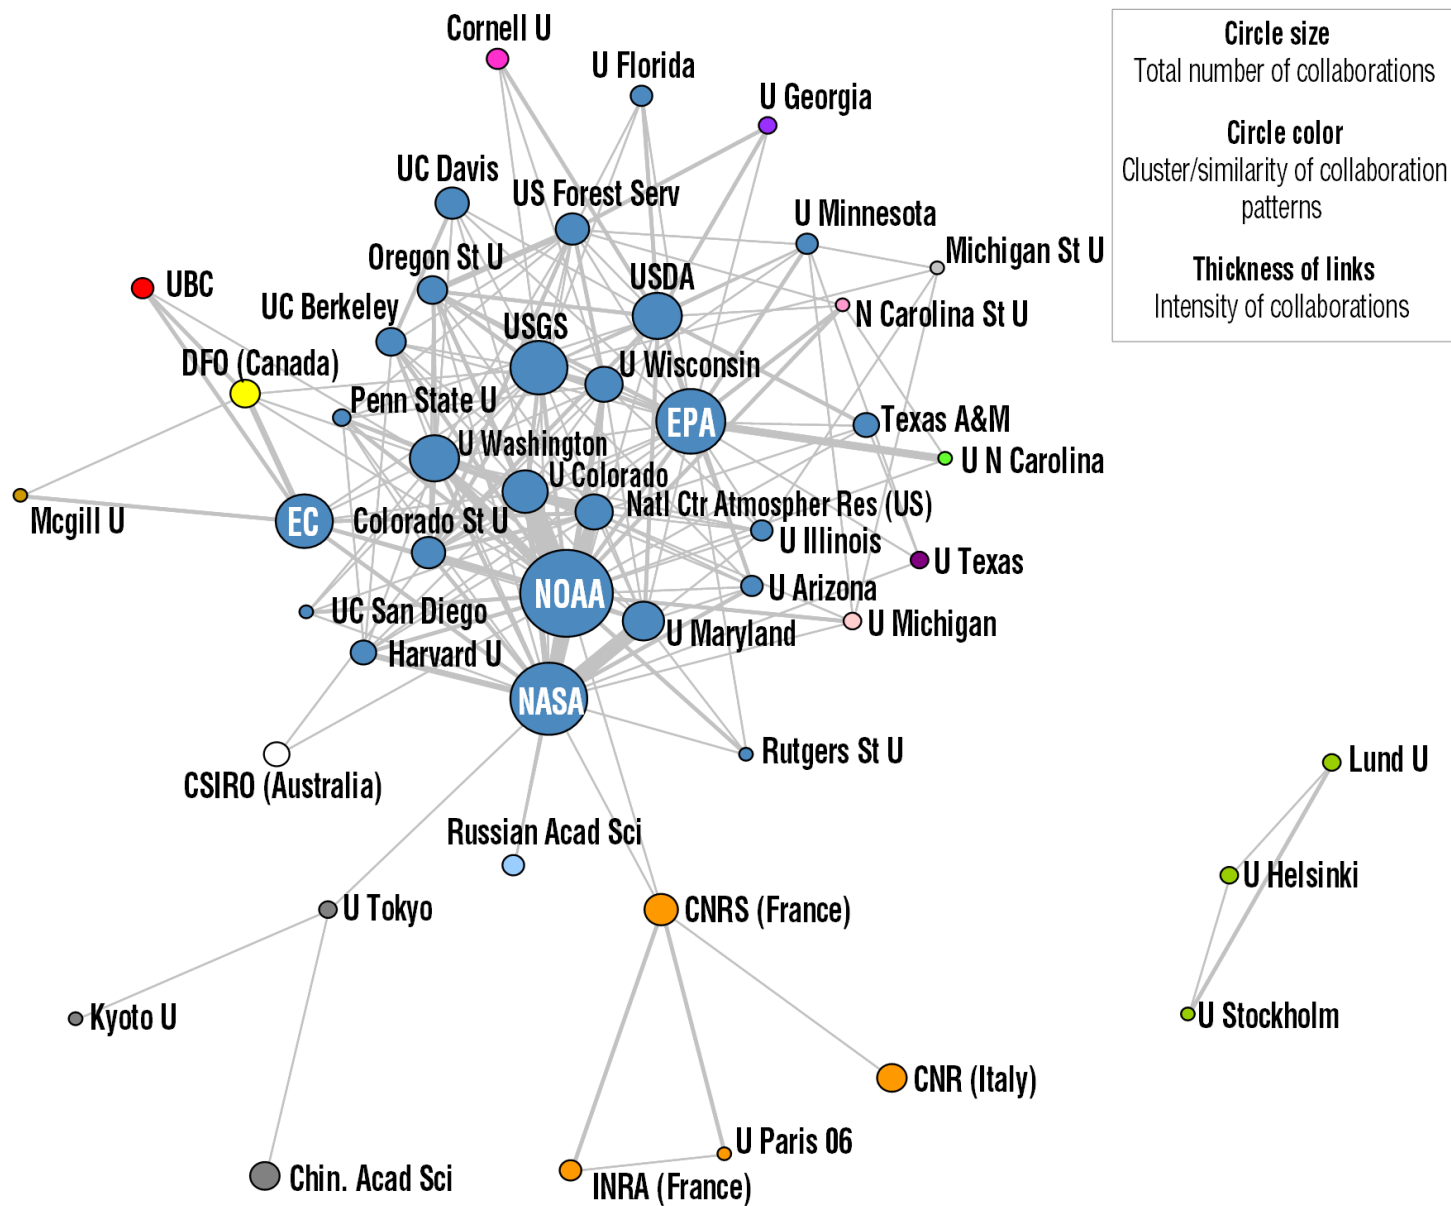 Cornell U
U Florida
U Georgia
UC Davis
US Forest Serv
U Minnesota
Michigan St U
Oregon St U
USDA
UBC
UC Berkeley
USGS
N Carolina St U
DFO (Canada)
U Wisconsin
Penn State U
EPA
Texas A&M
U Washington
U N Carolina
U Colorado
Natl Ctr Atmospher Res (US)
Mcgill U
EC
Colorado St U
U Illinois
U Texas
NOAA
U Arizona
UC San Diego
U Michigan
U Maryland
Harvard U
NASA
Rutgers St U
CSIRO (Australia)
Russian Acad Sci
U Tokyo
CNRS (France)
Kyoto U
CNR (Italy)
U Paris 06
Chin. Acad Sci
INRA (France)
Lund U
U Helsinki
U Stockholm
Circle size
Total number of collaborations
Circle color
Cluster/similarity of collaboration
patterns
Thickness of links
Intensity of collaborations